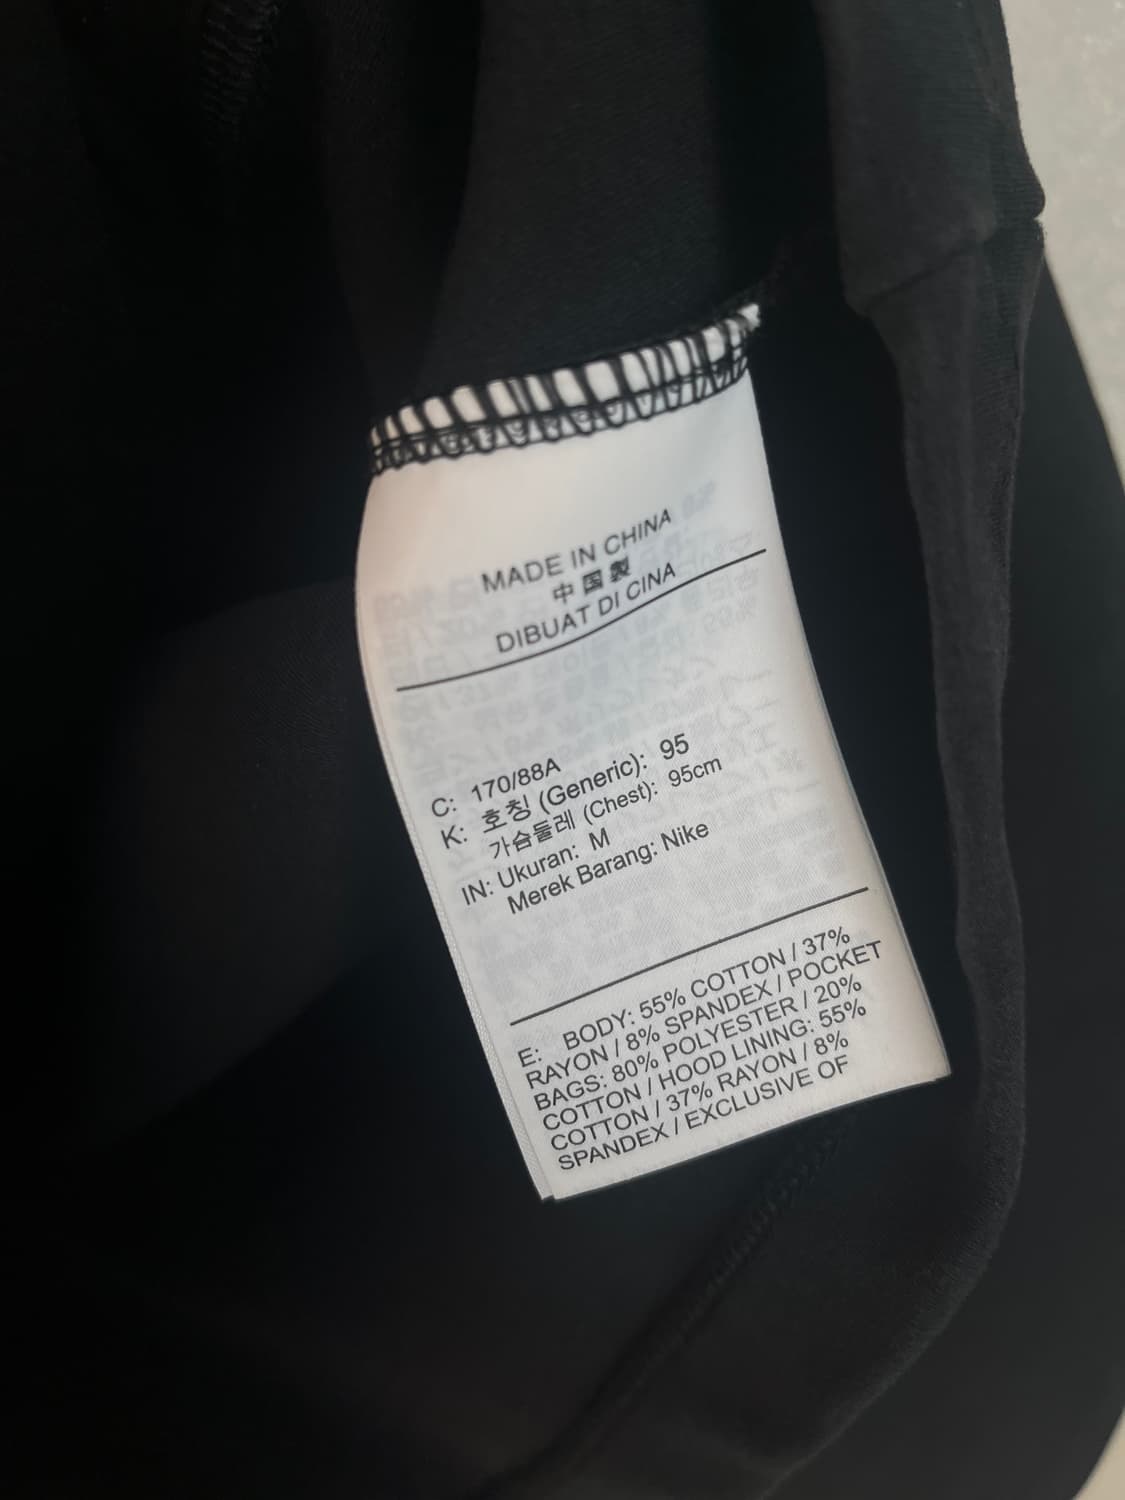 MADE IN CHINA
中国製
DIBUAT DI CINA
C: 170/88A
K: 호칭 (Generic): 95
가슴둘레 (Chest): 95cm
IN: Ukuran: M
Merek Barang: Nike
E: BODY: 55% COTTON / 37%
RAYON / 8% SPANDEX / POCKET
BAGS: 80% POLYESTER / 20%
COTTON / HOOD LINING: 55%
COTTON / 37% RAYON / 8%
SPANDEX / EXCLUSIVE OF